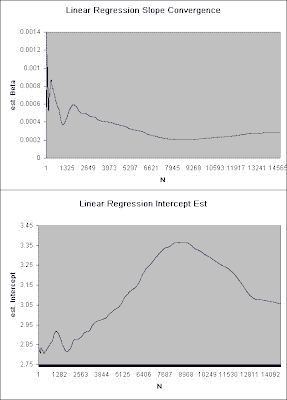 Linear Regression Slope Convergence
0.0014
0.0012
0.001
0.0008
0.0006
0.0004
0.0002
0
est. Beta
1 1325 2649 3973 5297 6621 7945 9269 10593 11917 13241 14565
N
Linear Regression Intercept Est
3.45
3.35
3.25
3.15
3.05
2.95
2.85
2.75
est. Intercept
1 1282 2563 3844 5125 6406 7687 8968 10249 11530 12811 14092
N